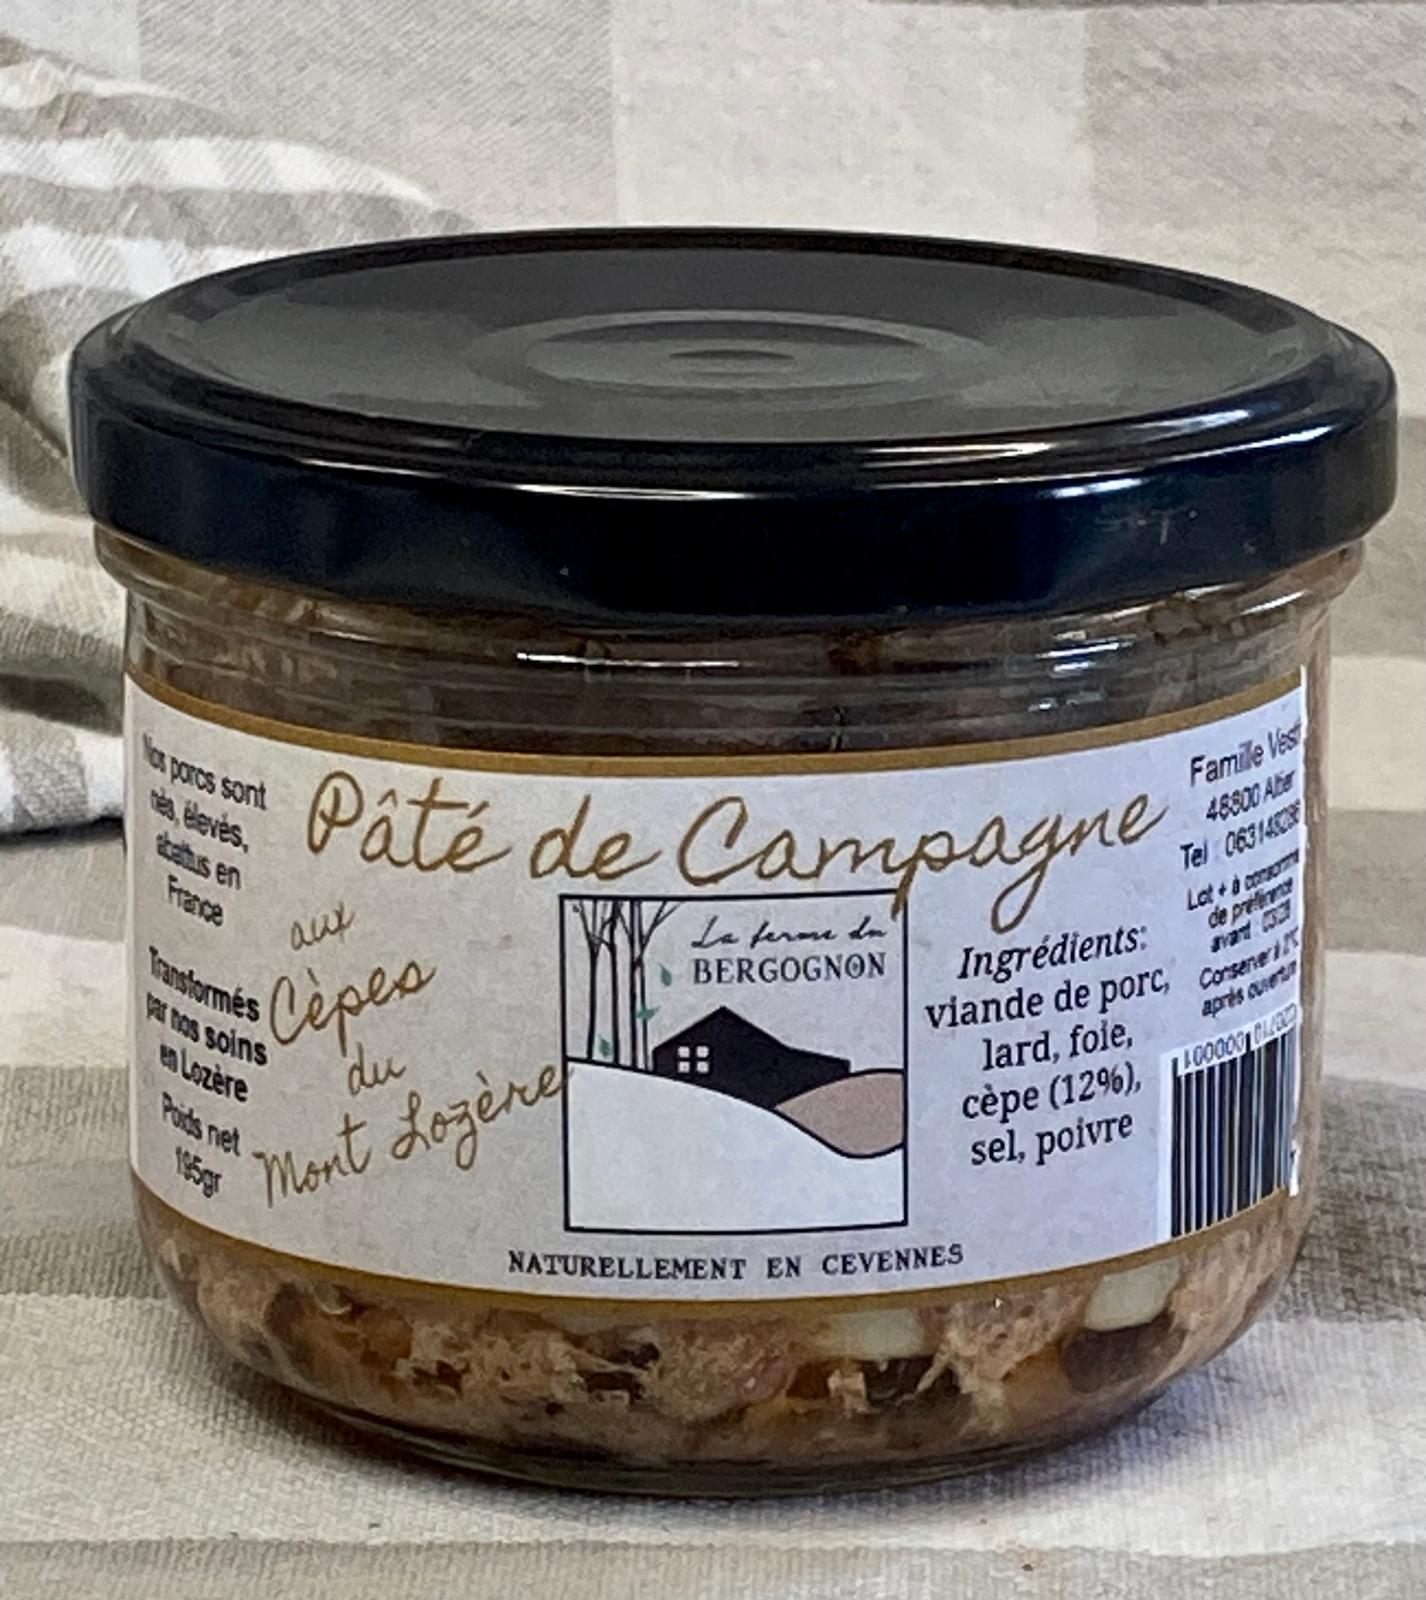 Pâté de Campagne
Nos porcs sont
nés, élevés,
abattus en
France
Transformés
par nos soins
en Lozère
Poids net
195gr
aux
Cèpes
du
Mont Lozère
La ferme du
BERGOGNON
NATURELLEMENT EN CEVENNES
Ingrédients:
viande de porc,
lard, foie,
cèpe (12%),
sel, poivre
Famille
48800
Tel
Lot + à
de préférence
avant :
Conserver à
après ouverture